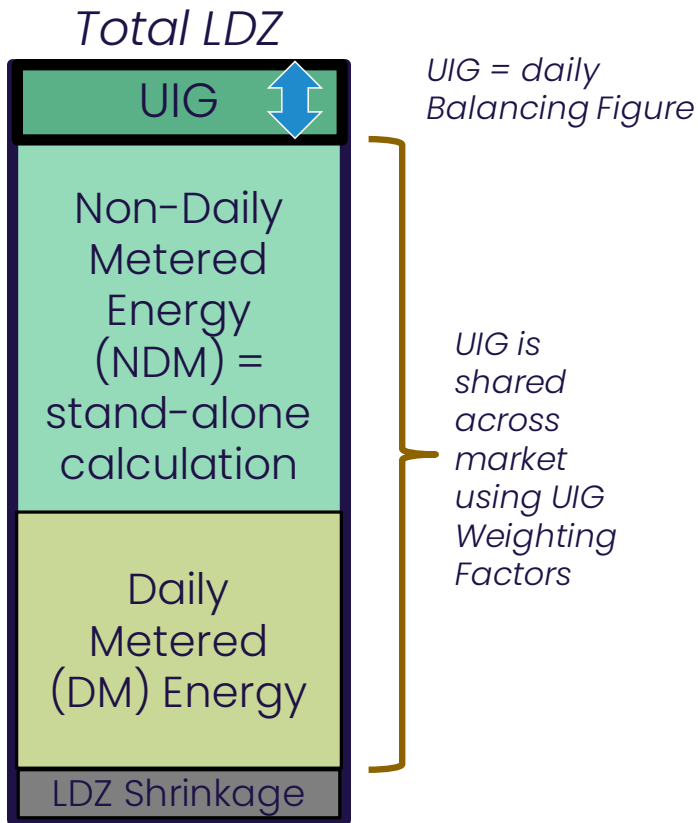 Total LDZ
UIG
UIG = daily
Balancing Figure
Non-Daily
Metered
Energy
(NDM) =
stand-alone
calculation
UIG is
shared
across
market
using UIG
Weighting
Factors
Daily
Metered
(DM) Energy
LDZ Shrinkage